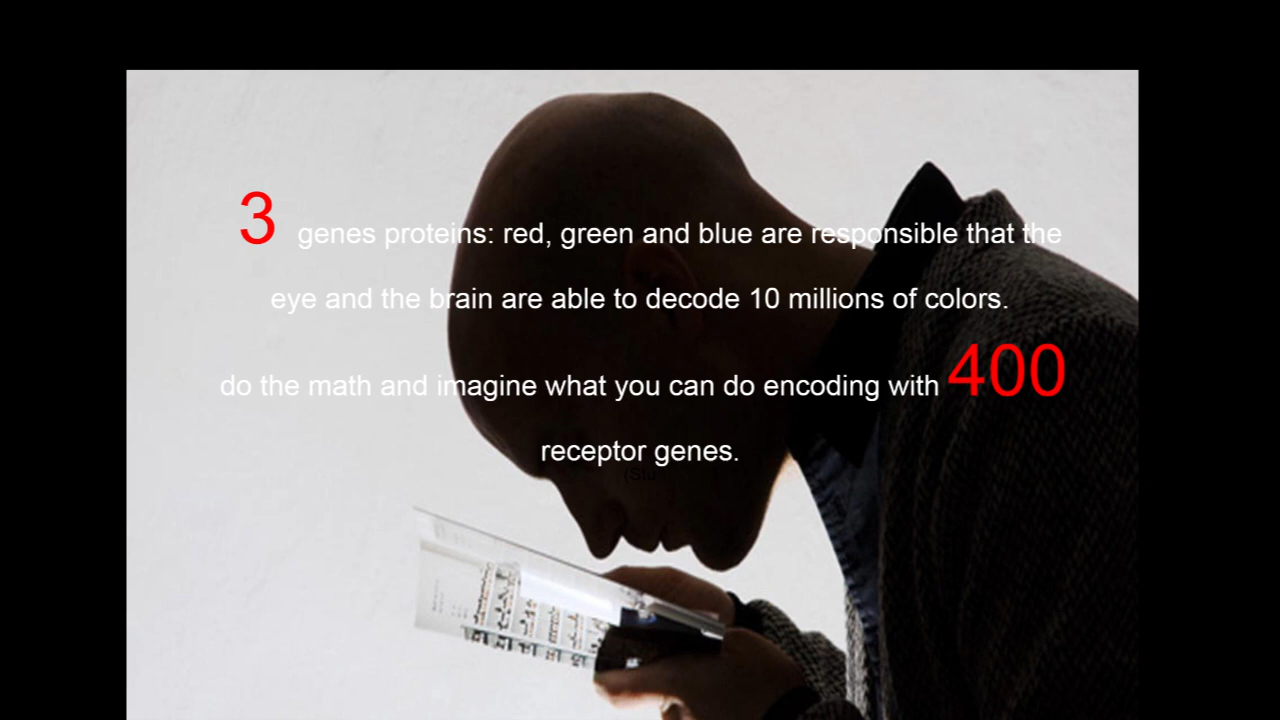 3 genes proteins: red, green and blue are responsible that the
eye and the brain are able to decode 10 millions of colors.
do the math and imagine what you can do encoding with 400
receptor genes.